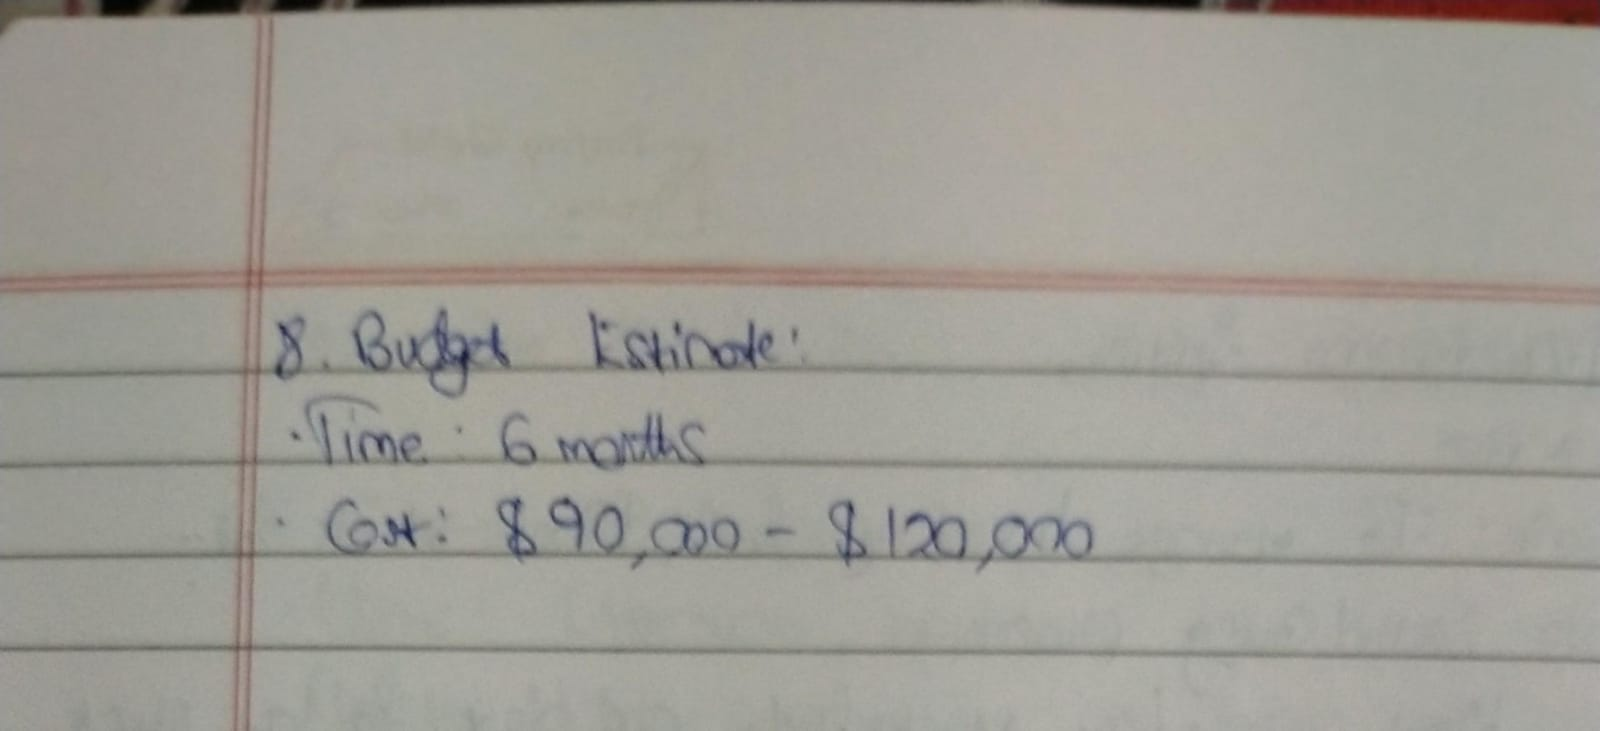 8. Budget Estimate:
· Time: 6 months
· Cost: $90,000 - $120,000